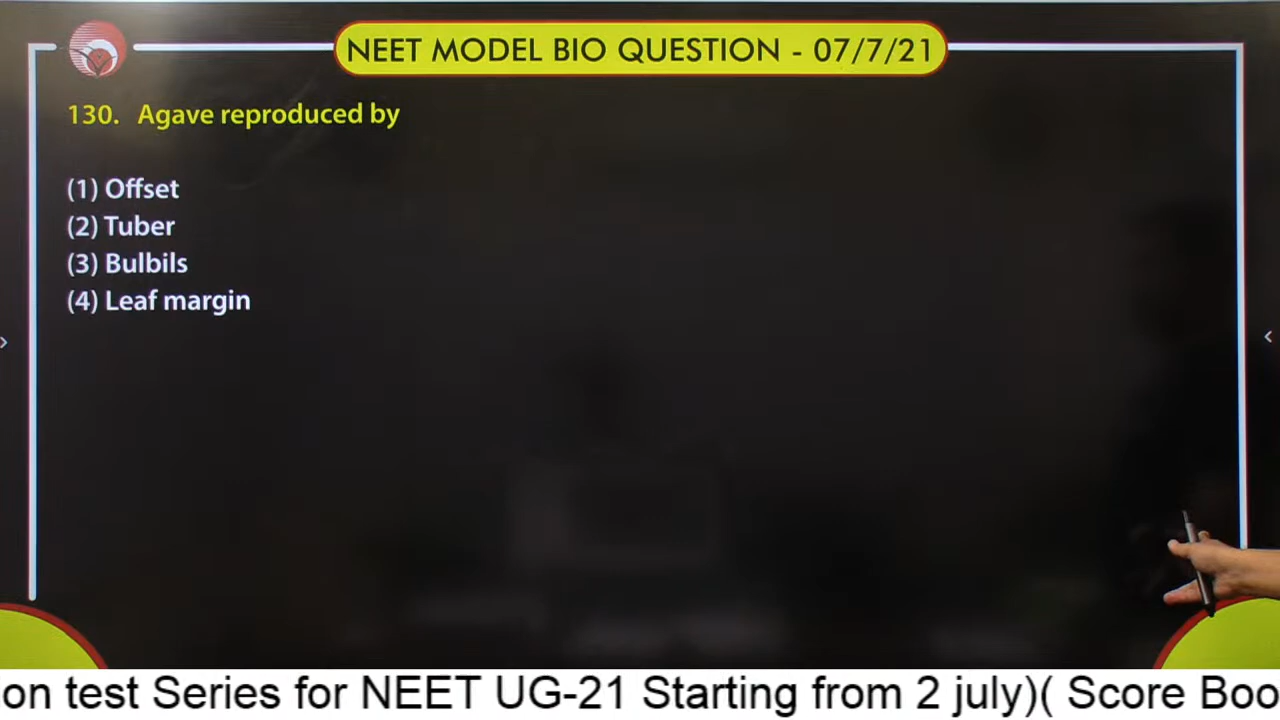 NEET MODEL BIO QUESTION - 07/7/21
130. Agave reproduced by
(1) Offset
(2) Tuber
(3) Bulbils
(4) Leaf margin
on test Series for NEET UG-21 Starting from 2 july)( Score Boo